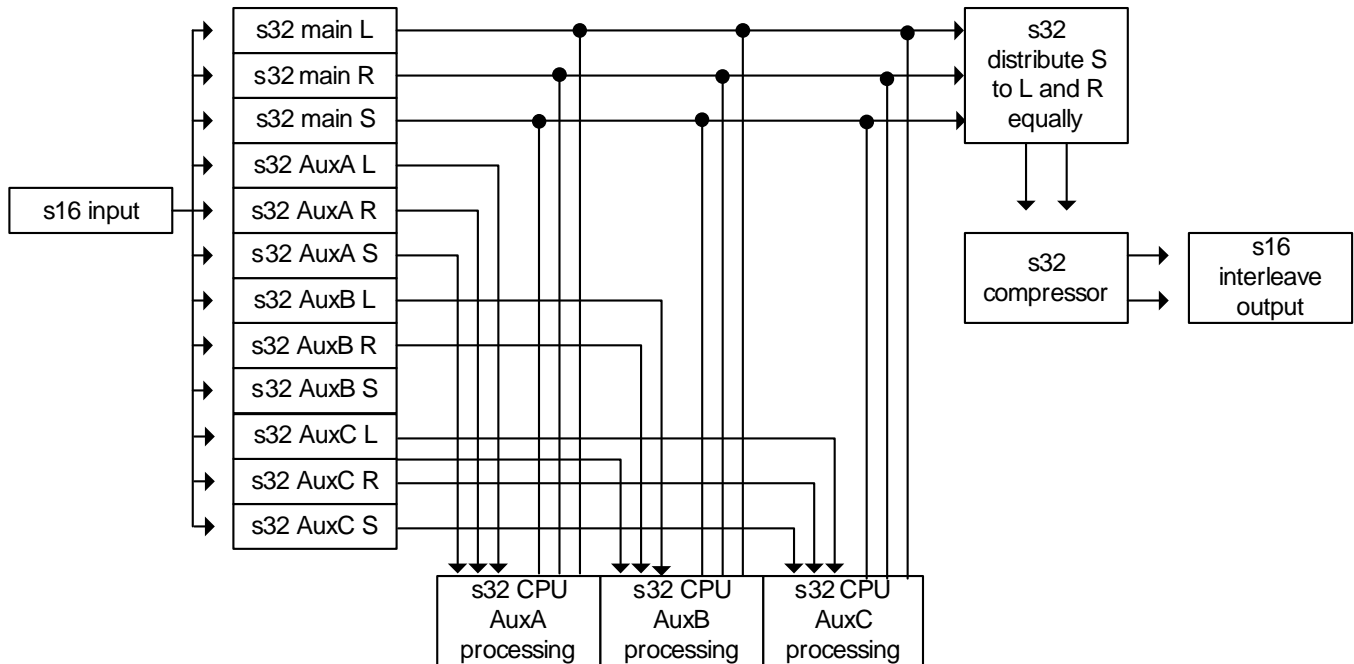 s16 input
s32 main L
s32 main R
s32 main S
s32 AuxA L
s32 AuxA R
s32 AuxA S
s32 AuxB L
s32 AuxB R
s32 AuxB S
s32 AuxC L
s32 AuxC R
s32 AuxC S
s32
distribute S
to L and R
equally
s32
compressor
s16
interleave
output
s32 CPU
AuxA
processing
s32 CPU
AuxB
processing
s32 CPU
AuxC
processing